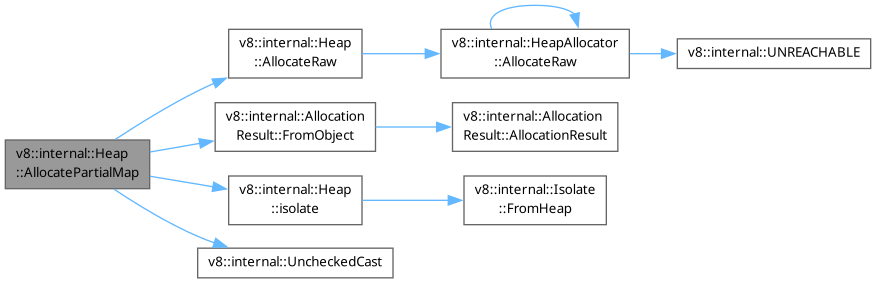 v8::internal::Heap
::AllocatePartialMap
v8::internal::Heap
::AllocateRaw
v8::internal::HeapAllocator
::AllocateRaw
v8::internal::UNREACHABLE
v8::internal::Allocation
Result::FromObject
v8::internal::Allocation
Result::AllocationResult
v8::internal::Heap
::isolate
v8::internal::Isolate
::FromHeap
v8::internal::UncheckedCast